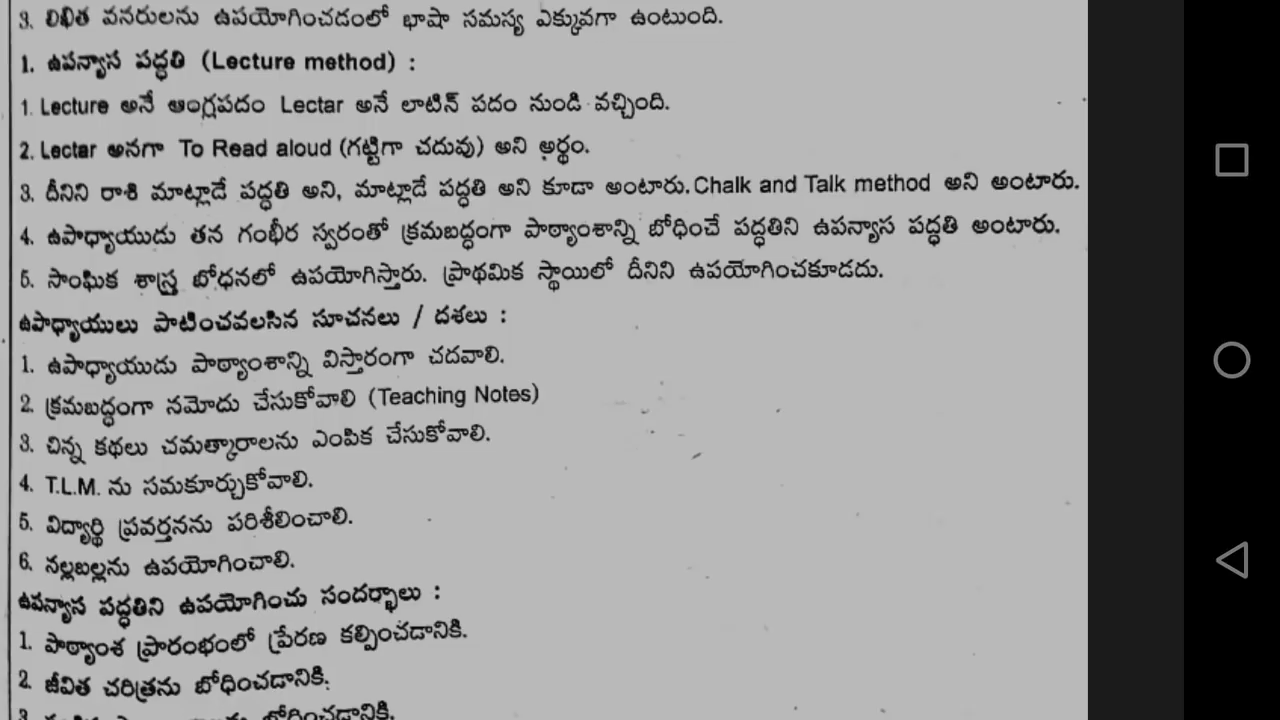 3. లిఖిత వనరులను ఉపయోగించడంలో భాషా సమస్య ఎక్కువగా ఉంటుంది.
1. ఉపన్యాస పద్ధతి (Lecture method) :
1. Lecture అనే ఆంగ్లపదం Lectar అనే లాటిన్ పదం నుండి వచ్చింది.
2. Lectar అనగా To Read aloud (గట్టిగా చదువు) అని అర్థం.
3. దీనిని రాశి మాట్లాడే పద్ధతి అని, మాట్లాడే పద్ధతి అని కూడా అంటారు. Chalk and Talk method అని అంటారు.
4. ఉపాధ్యాయుడు తన గంభీర స్వరంతో క్రమబద్ధంగా పాఠ్యాంశాన్ని బోధించే పద్ధతిని ఉపన్యాస పద్ధతి అంటారు.
5. సాంఘిక శాస్త్ర బోధనలో ఉపయోగిస్తారు. ప్రాథమిక స్థాయిలో దీనిని ఉపయోగించకూడదు.
ఉపాధ్యాయులు పాటించవలసిన సూచనలు / దశలు :
1. ఉపాధ్యాయుడు పాఠ్యాంశాన్ని విస్తారంగా చదవాలి.
2. క్రమబద్ధంగా నమోదు చేసుకోవాలి (Teaching Notes)
3. చిన్న కథలు చమత్కారాలను ఎంపిక చేసుకోవాలి.
4. T.L.M. ను సమకూర్చుకోవాలి.
5. విద్యార్థి ప్రవర్తనను పరిశీలించాలి.
6. నల్లబల్లను ఉపయోగించాలి.
ఉపన్యాస పద్ధతిని ఉపయోగించు సందర్భాలు :
1. పాఠ్యాంశ ప్రారంభంలో ప్రేరణ కల్పించడానికి.
2. జీవిత చరిత్రను బోధించడానికి.
3. బోధించడానికి.